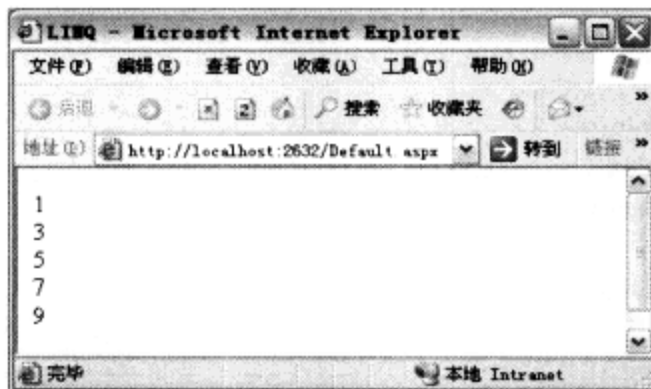 LINQ - Microsoft Internet Explorer
文件(F) 编辑(E) 查看(V) 收藏(A) 工具(T) 帮助(H)
后退 搜索 收藏夹 »
地址(D) http://localhost:2632/Default.aspx 转到 链接 »
1
3
5
7
9
完毕 本地 Intranet